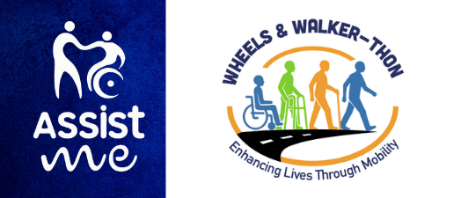 ASSiST
me
WHEELS & WALKER-THON
Enhancing Lives Through Mobility